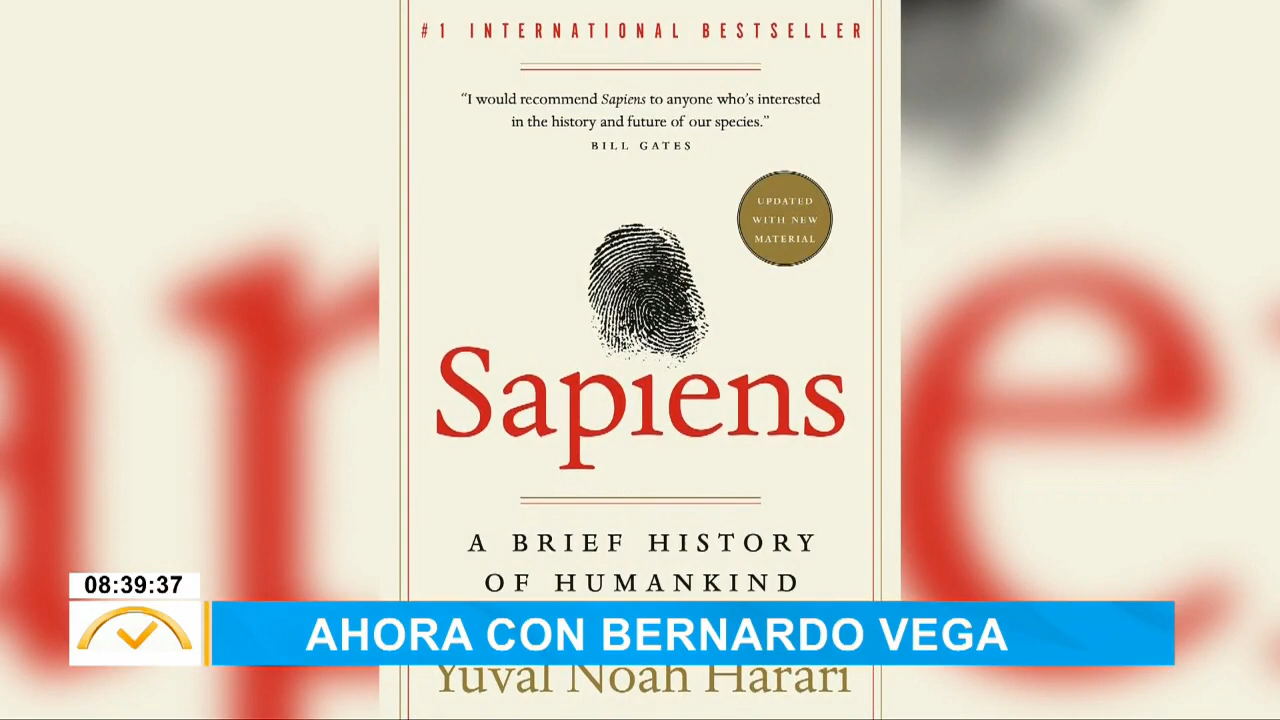 #1 INTERNATIONAL BESTSELLER
“I would recommend Sapiens to anyone who’s interested
in the history and future of our species.”
BILL GATES
UPDATED
WITH NEW
MATERIAL
Sapiens
A BRIEF HISTORY
OF HUMANKIND
08:39:37
AHORA CON BERNARDO VEGA
Yuval Noah Harari